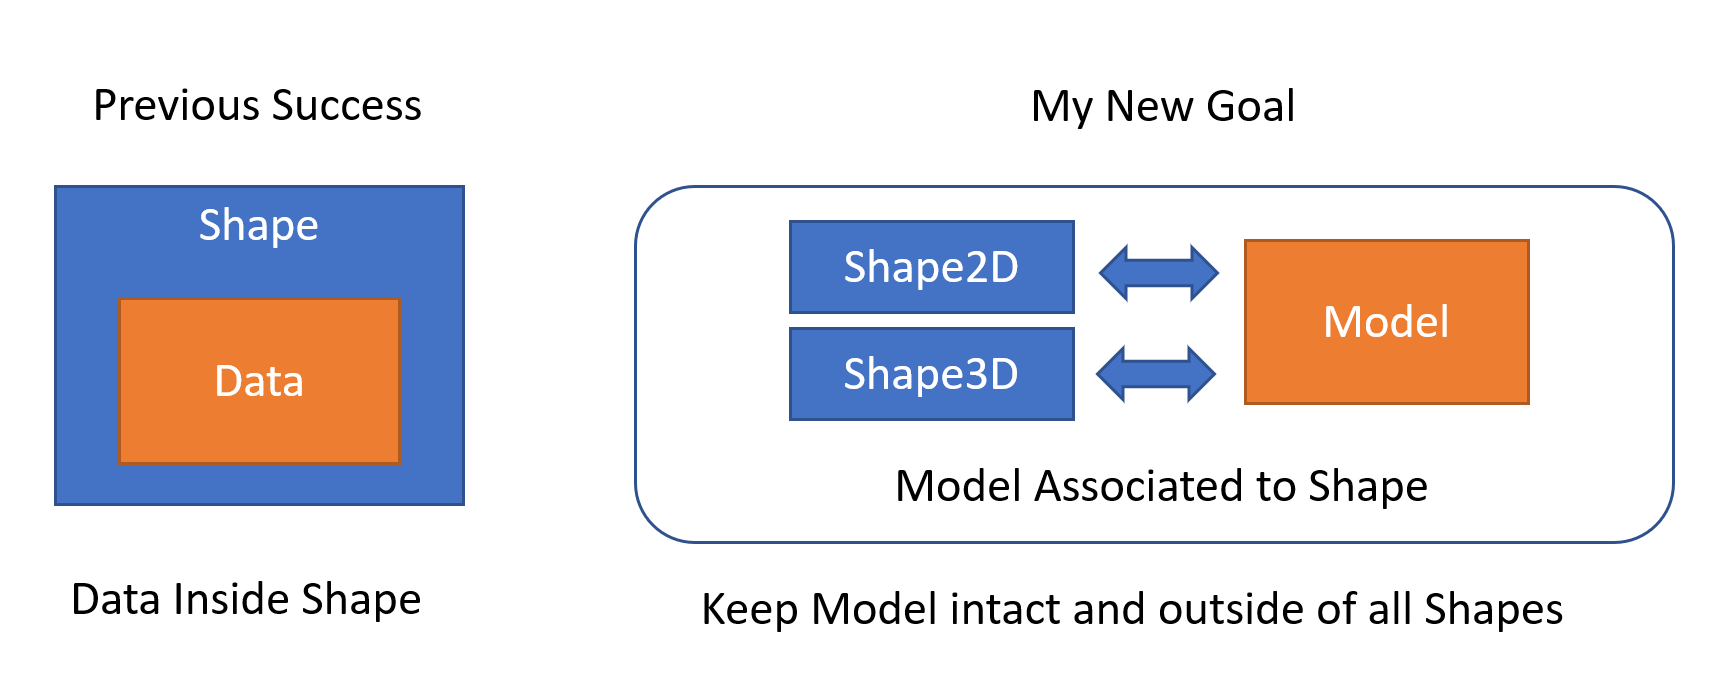 Previous Success
Shape
Data
Data Inside Shape
My New Goal
Shape2D
Shape3D
Model
Model Associated to Shape
Keep Model intact and outside of all Shapes